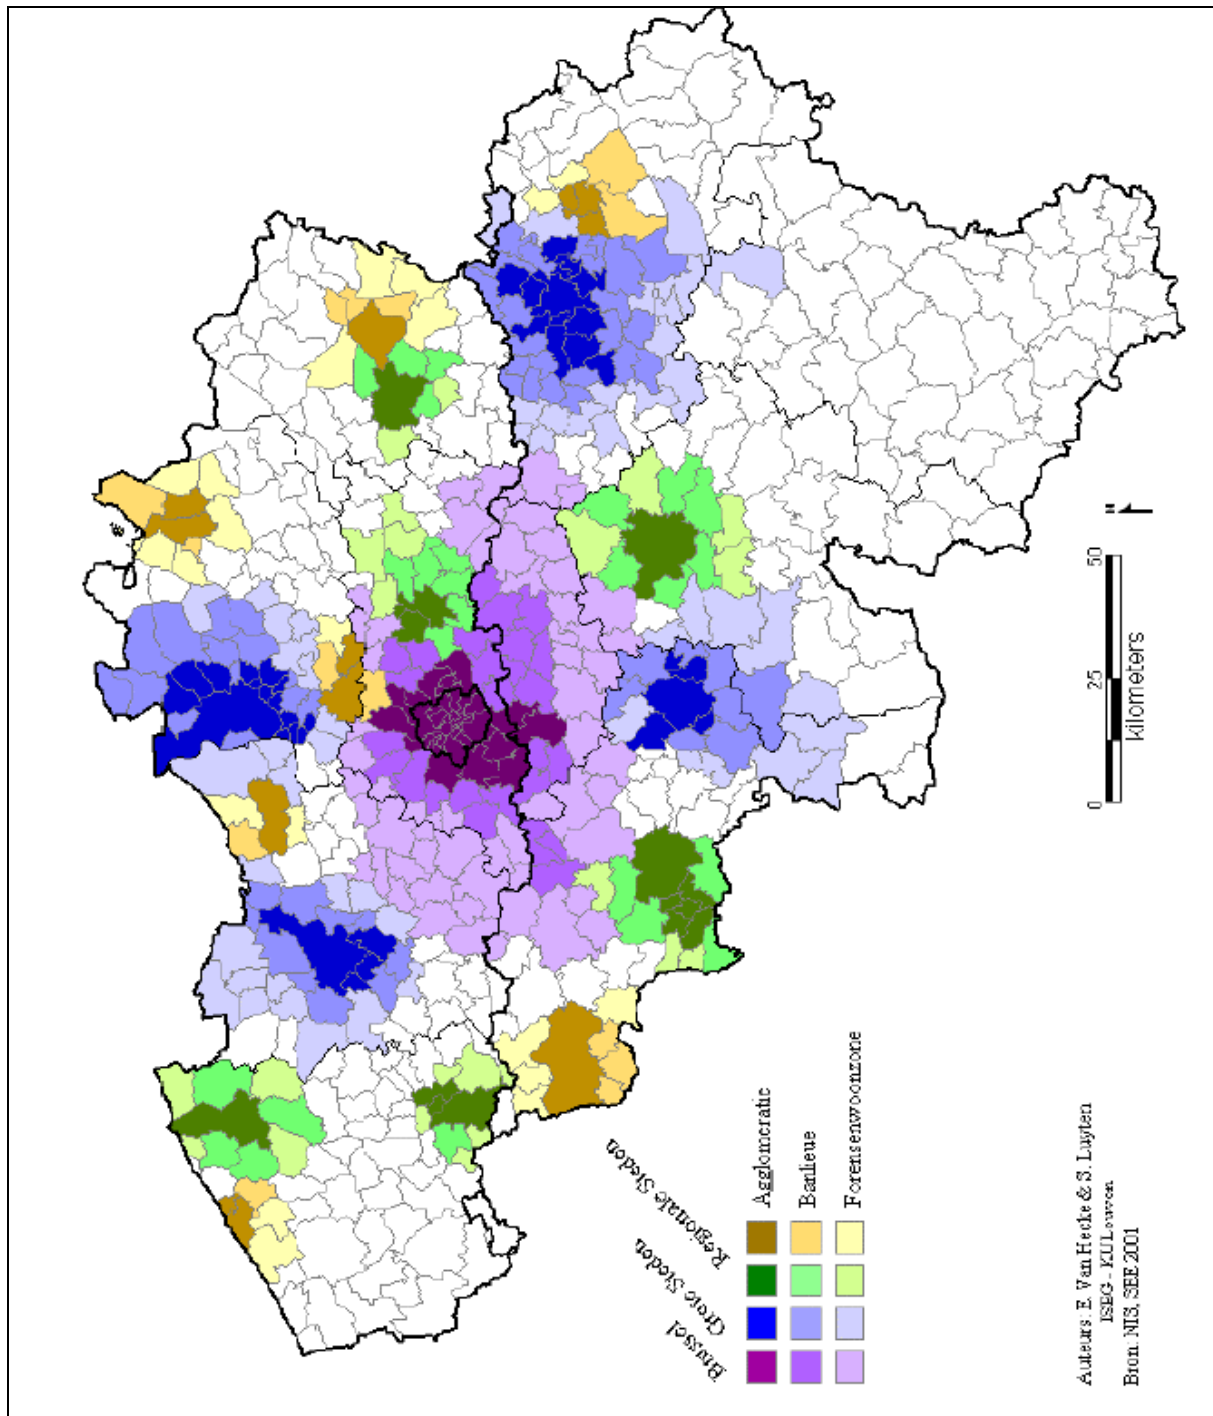 Brussel
Grote Steden
Regionale Steden
Agglomeratie
Banlieue
Forensenwoonzone
0 25 50
kilometers
Auteurs: E. Van Hecke & S. Luyten
ISEG - KULeuven
Bron: NIS, SEE 2001